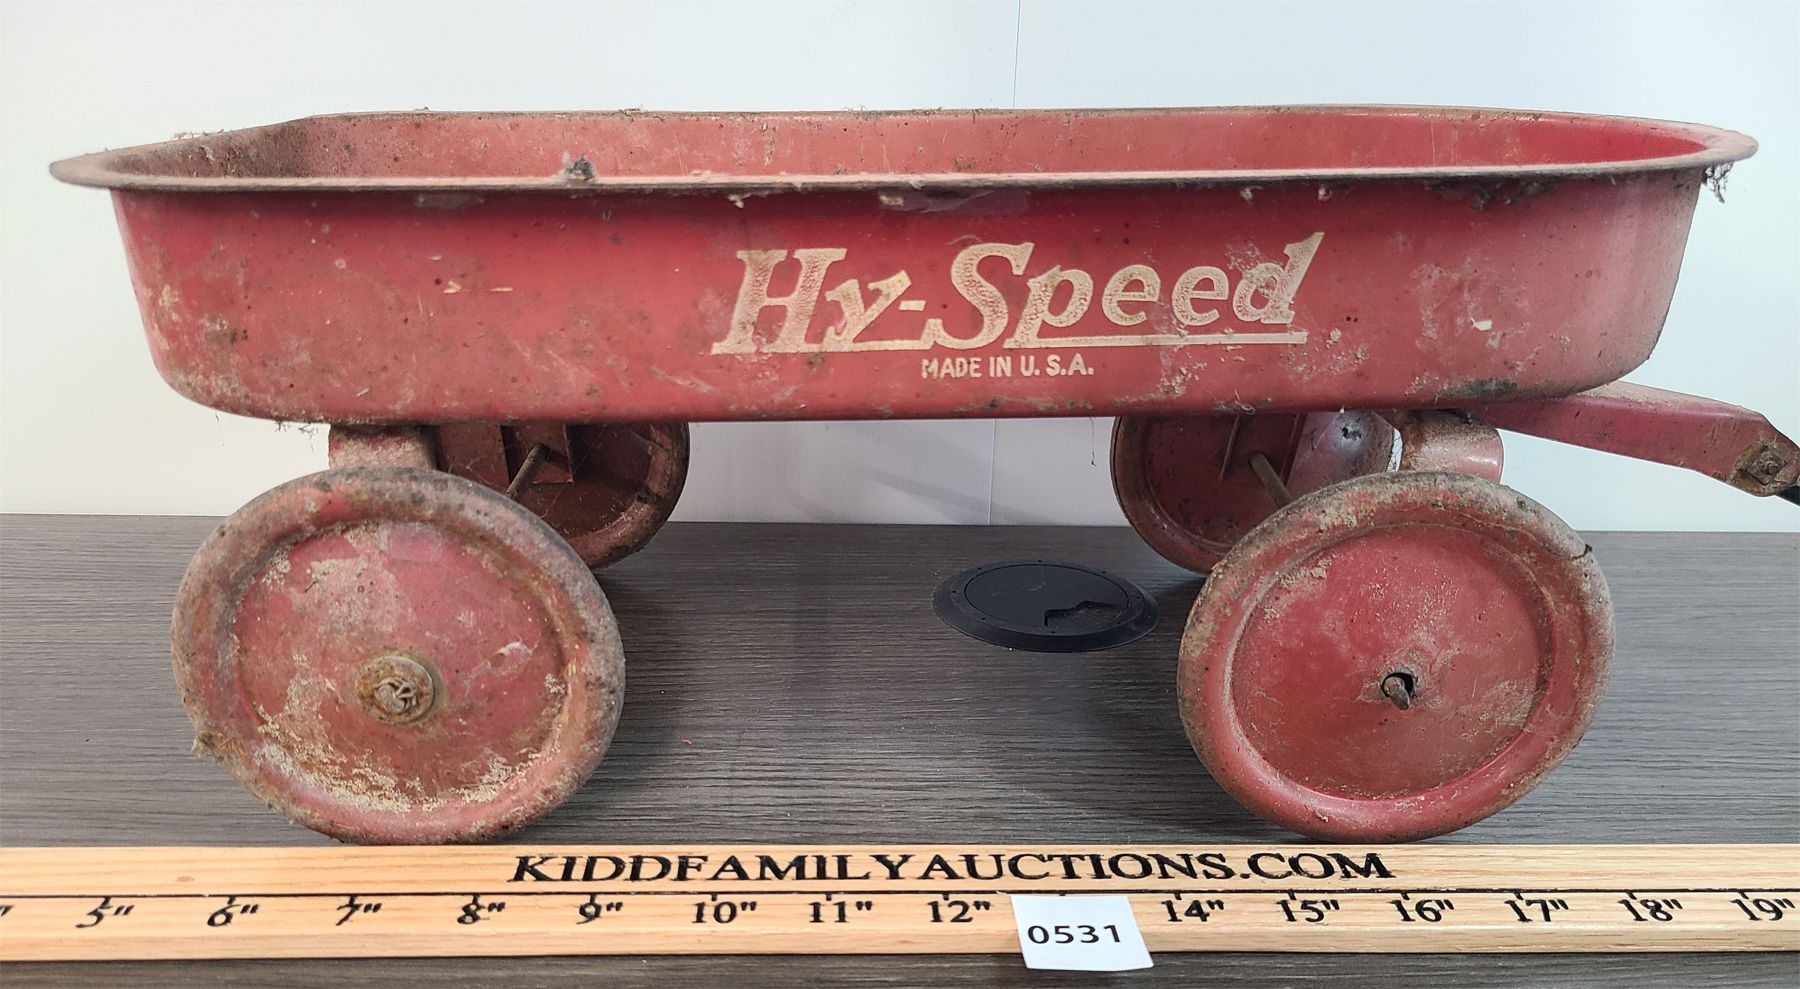 Hy-Speed
MADE IN U.S.A.
KIDDFAMILYAUCTIONS.COM
5" 6" 7" 8" 9" 10" 11" 12" 14" 15" 16" 17" 18" 19"
0531